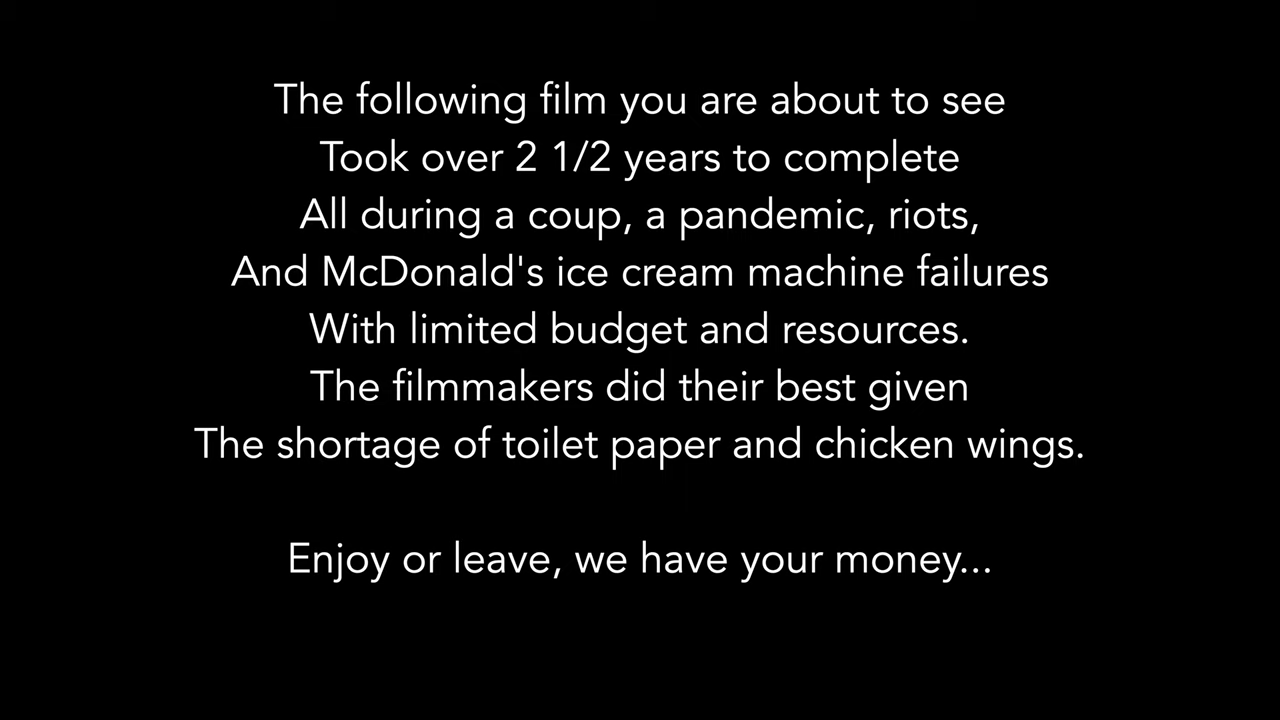 The following film you are about to see
Took over 2 1/2 years to complete
All during a coup, a pandemic, riots,
And McDonald's ice cream machine failures
With limited budget and resources.
The filmmakers did their best given
The shortage of toilet paper and chicken wings.
Enjoy or leave, we have your money...